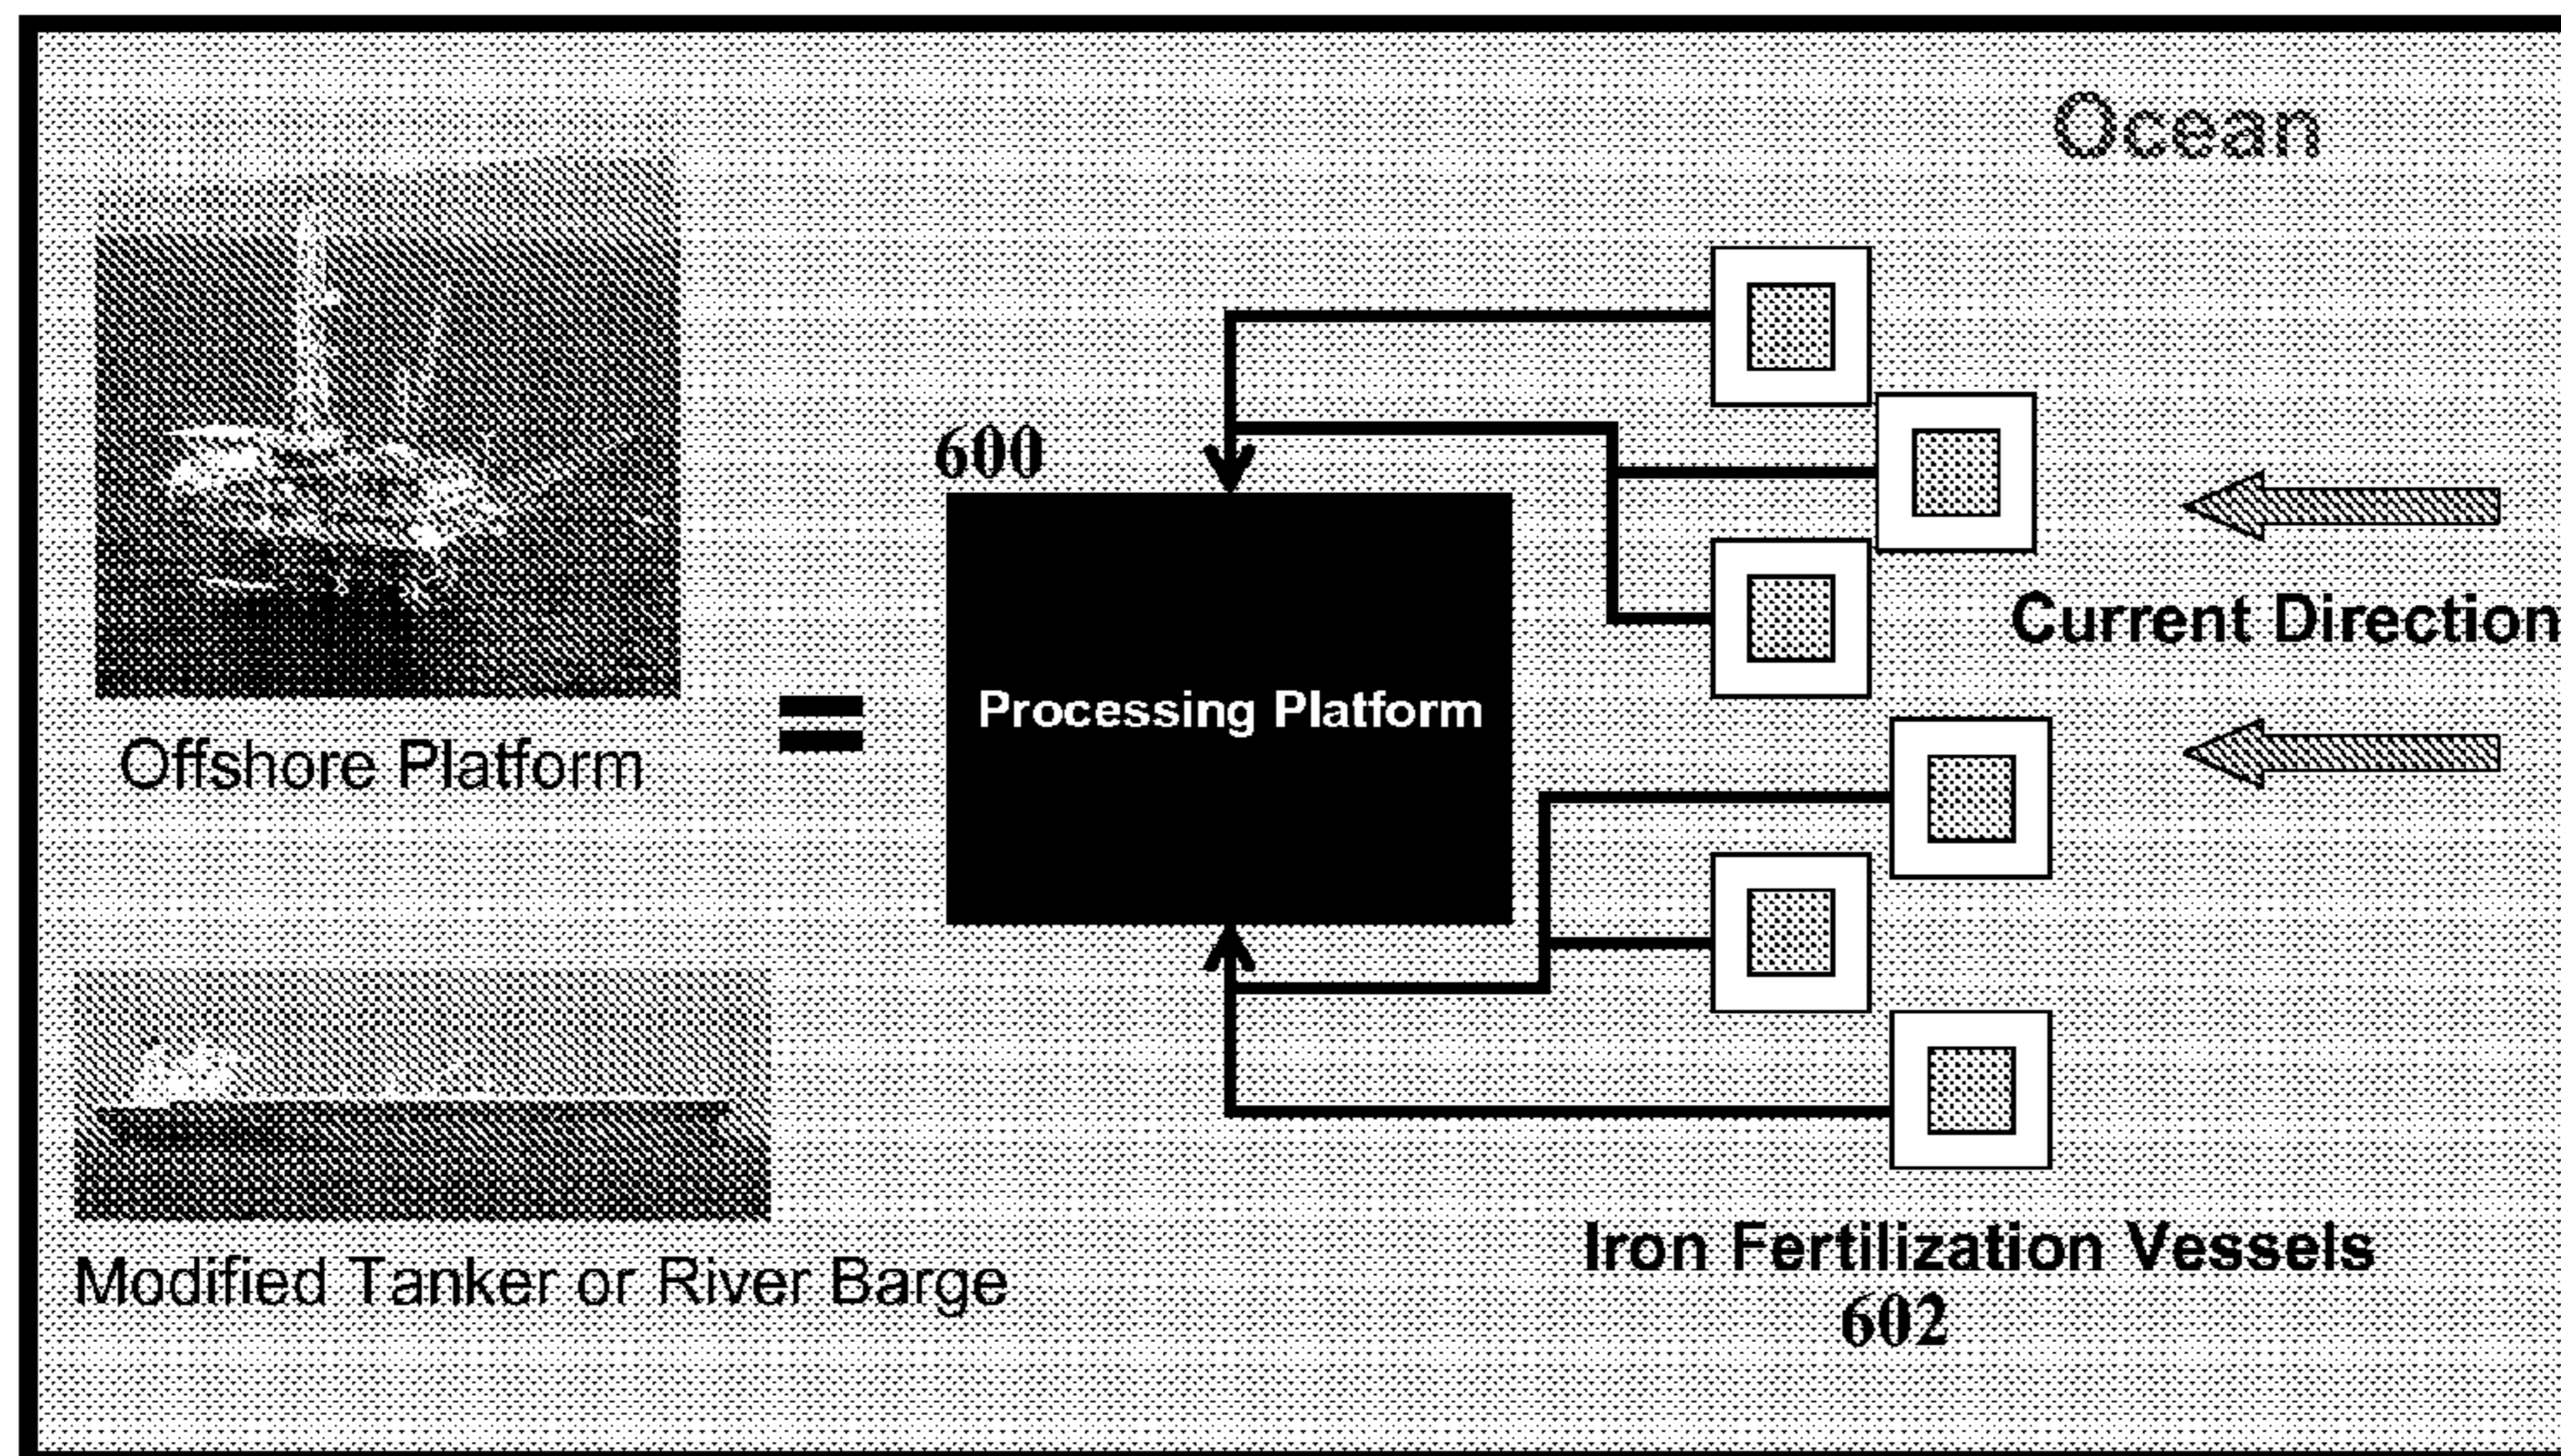 Ocean
600
Current Direction
Processing Platform
Offshore Platform
Iron Fertilization Vessels
602
Modified Tanker or River Barge